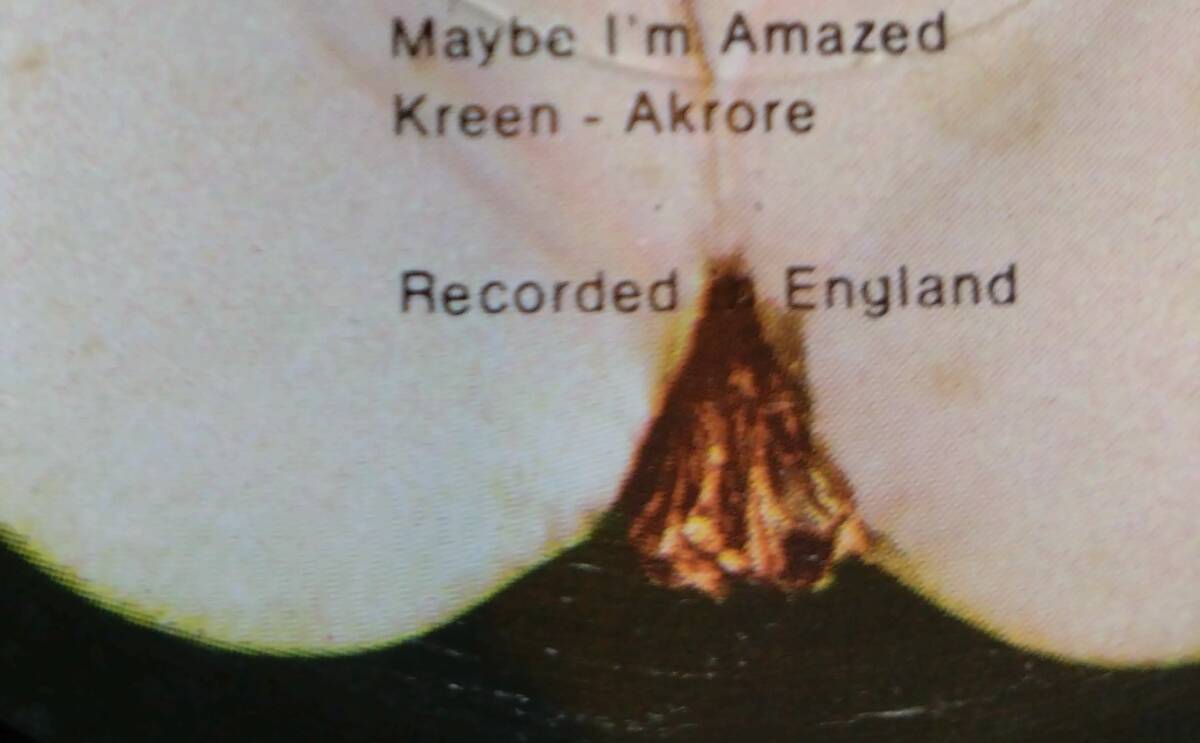 Maybe I'm Amazed
Kreen - Akrore
Recorded England